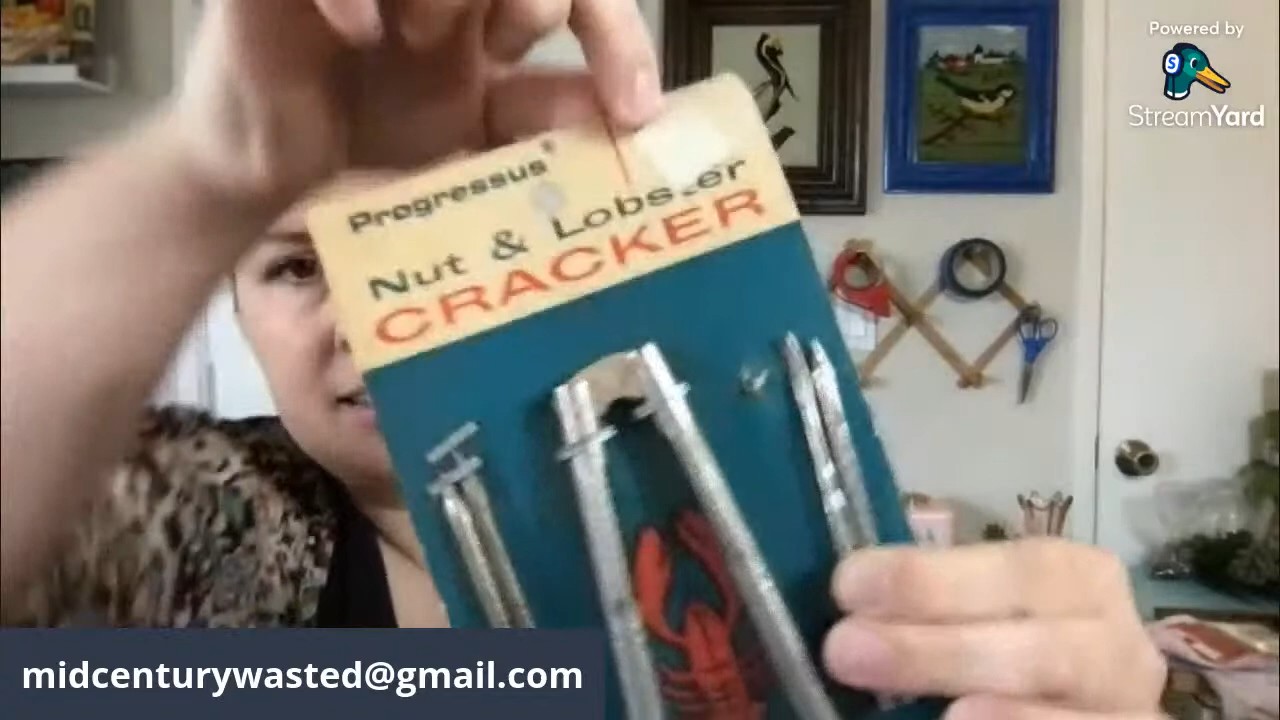 Powered by
S
StreamYard
Progressus®
Nut & Lobster
CRACKER
midcenturywasted@gmail.com